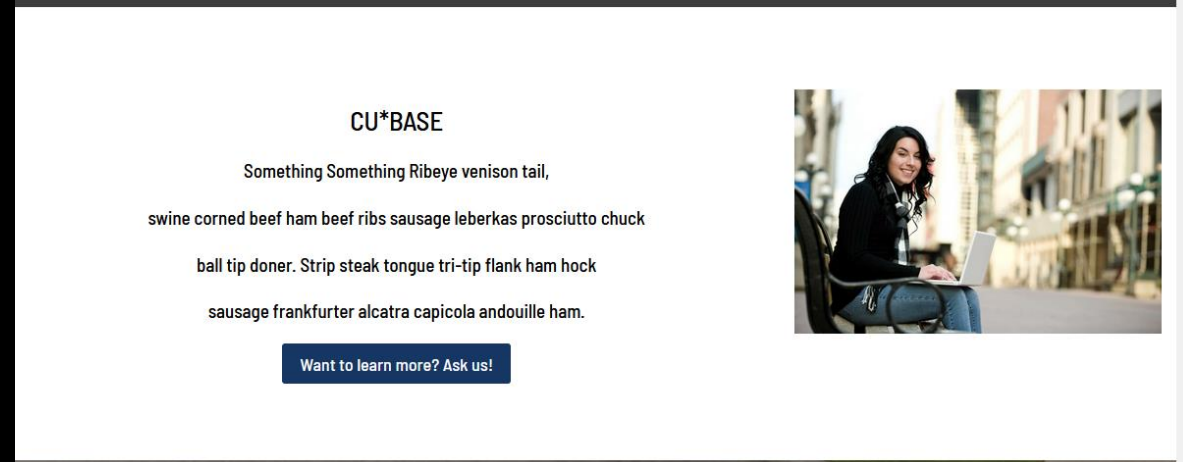 CU*BASE
Something Something Ribeye venison tail,
swine corned beef ham beef ribs sausage leberkas prosciutto chuck
ball tip doner. Strip steak tongue tri-tip flank ham hock
sausage frankfurter alcatra capicola andouille ham.
Want to learn more? Ask us!